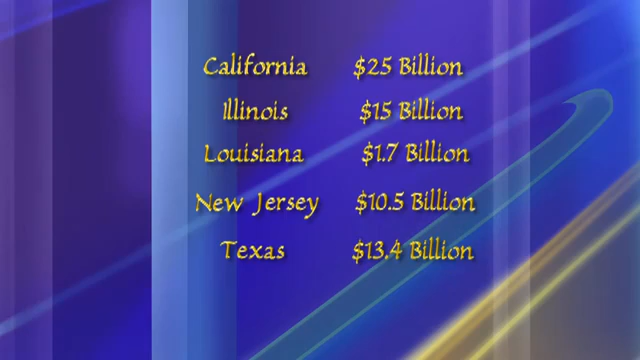 California $25 Billion
Illinois $15 Billion
Louisiana $1.7 Billion
New Jersey $10.5 Billion
Texas $13.4 Billion